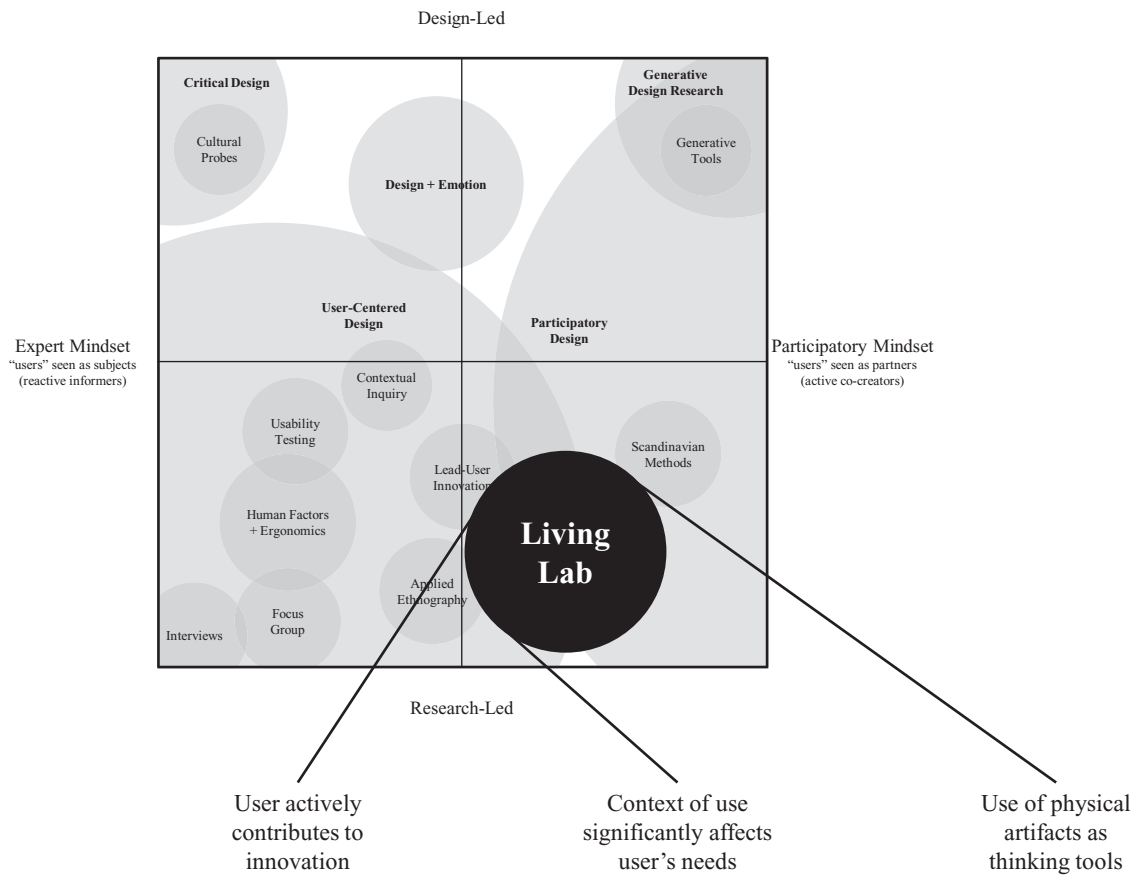 Design-Led
Critical Design
Generative
Design Research
Cultural
Probes
Generative
Tools
Design + Emotion
User-Centered
Design
Participatory
Design
Expert Mindset
“users” seen as subjects
(reactive informers)
Participatory Mindset
“users” seen as partners
(active co-creators)
Contextual
Inquiry
Usability
Testing
Lead-User
Innovation
Scandinavian
Methods
Human Factors
+ Ergonomics
Living
Lab
Applied
Ethnography
Focus
Group
Interviews
Research-Led
User actively
contributes to
innovation
Context of use
significantly affects
user’s needs
Use of physical
artifacts as
thinking tools